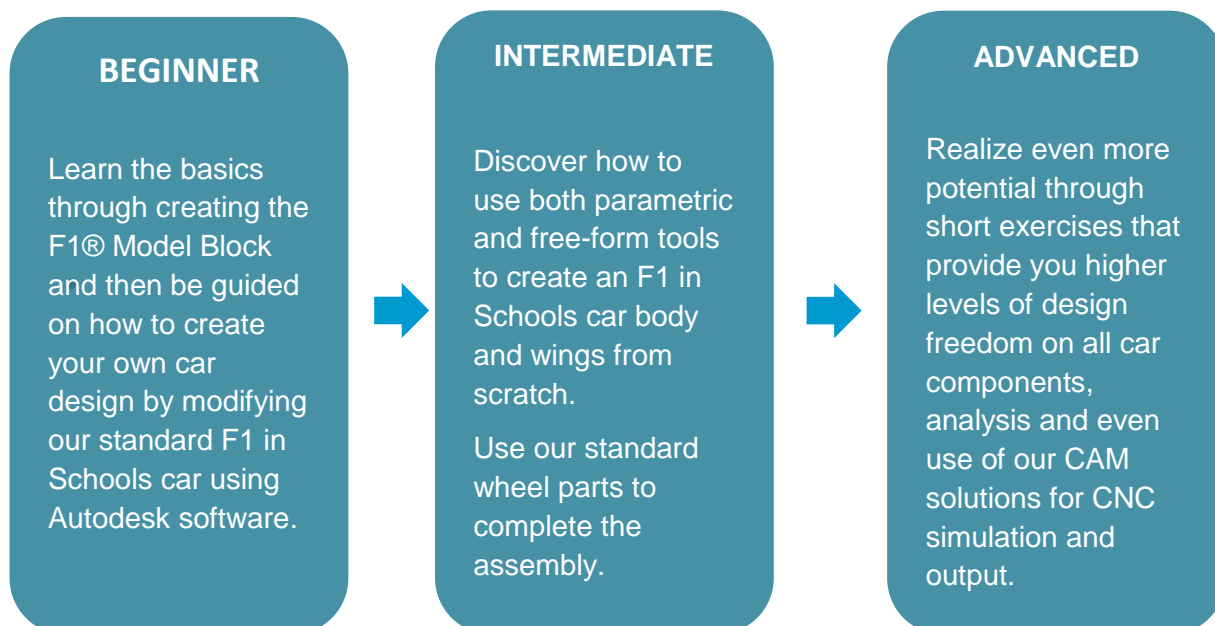 BEGINNER
Learn the basics
through creating the
F1® Model Block
and then be guided
on how to create
your own car
design by modifying
our standard F1 in
Schools car using
Autodesk software.
INTERMEDIATE
Discover how to
use both parametric
and free-form tools
to create an F1 in
Schools car body
and wings from
scratch.
Use our standard
wheel parts to
complete the
assembly.
ADVANCED
Realize even more
potential through
short exercises that
provide you higher
levels of design
freedom on all car
components,
analysis and even
use of our CAM
solutions for CNC
simulation and
output.